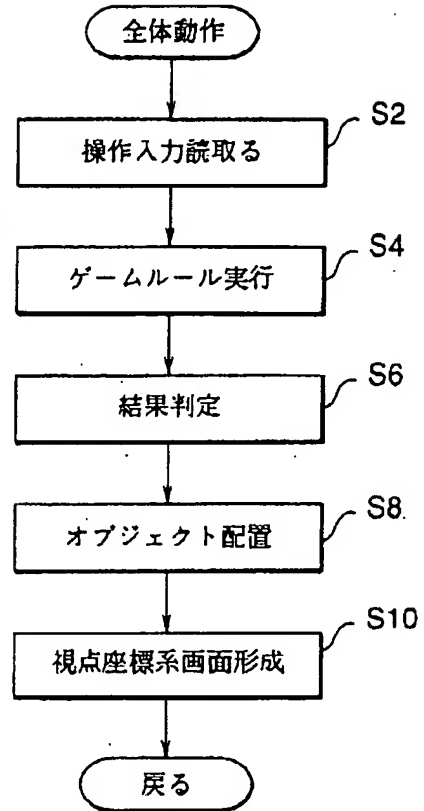 全体動作
S2
操作入力読取る
S4
ゲームルール実行
S6
結果判定
S8
オブジェクト配置
S10
視点座標系画面形成
戻る